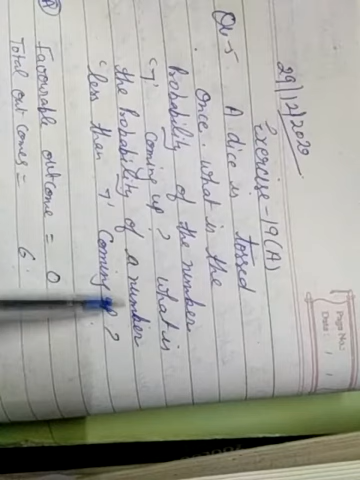 29/12/2020
Exercise-19(A)
Qu. 5 A dice is tossed
once. what is the
Probability of the number
'7' coming up? what is
the Probability of a number
'less then 7' Coming up?
Favourable outcome = 0
Total out comes = 6
Page No.:
Date: / /